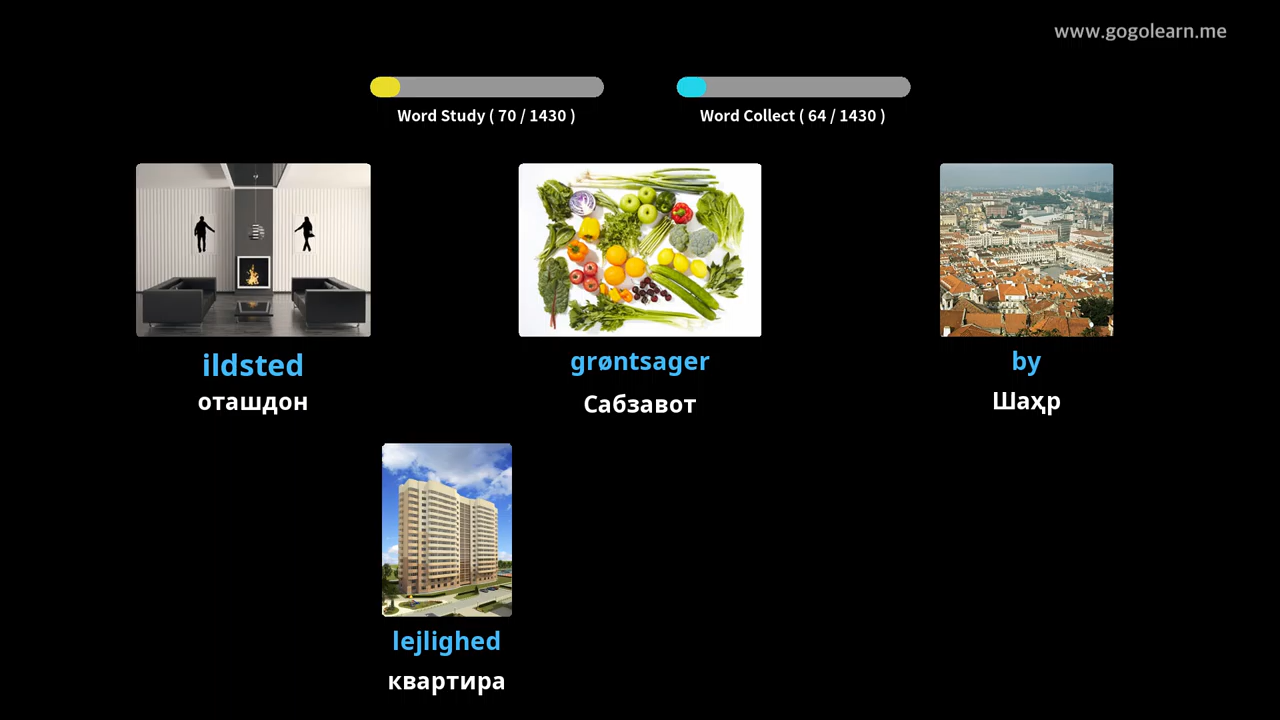 www.gogolearn.me
Word Study ( 70 / 1430 )
Word Collect ( 64 / 1430 )
ildsted
оташдон
grøntsager
Сабзавот
by
Шаҳр
lejlighed
квартира